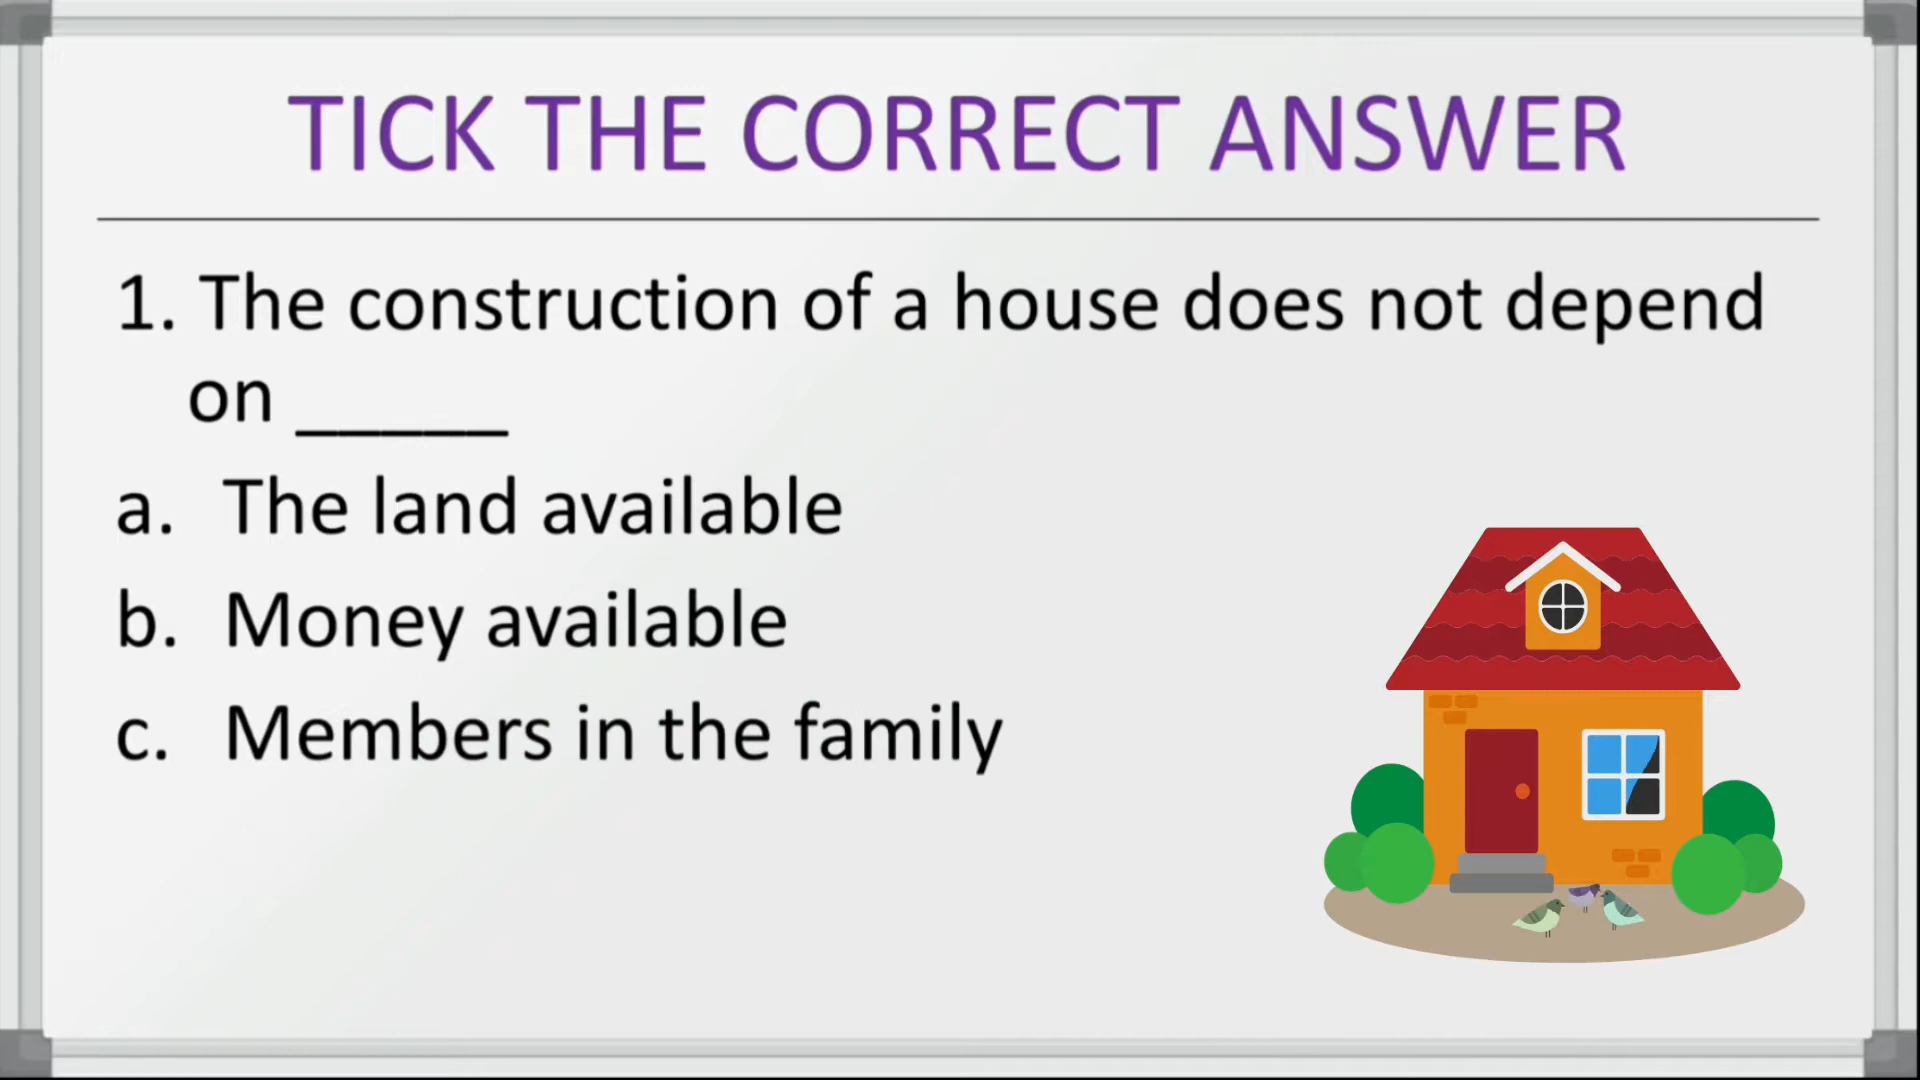 TICK THE CORRECT ANSWER
1. The construction of a house does not depend
on _____
a. The land available
b. Money available
c. Members in the family